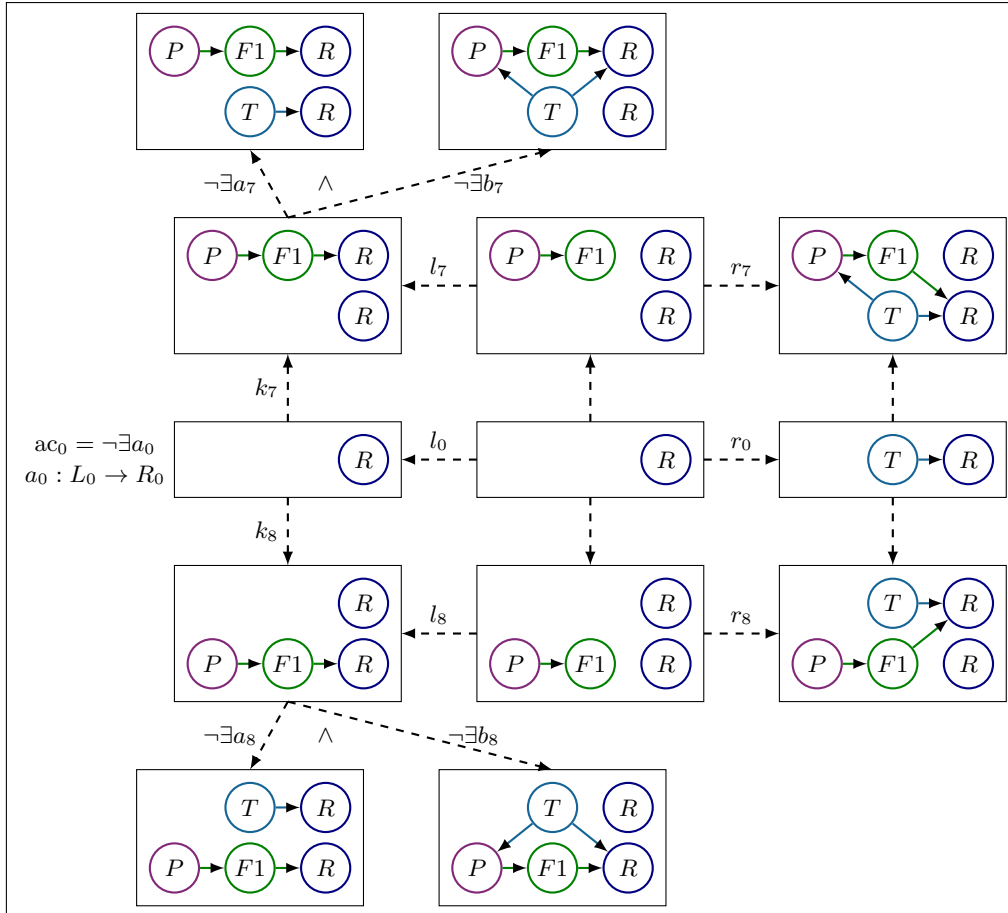 P F1 R P F1 R
T R T R
¬∃a₇ ∧ ¬∃b₇
P F1 R P F1 R P F1 R
l₇ r₇
R R T R
k₇
ac₀ = ¬∃a₀
a₀ : L₀ → R₀
R l₀ R r₀ T R
k₈
R R T R
l₈ r₈
P F1 R P F1 R P F1 R
¬∃a₈ ∧ ¬∃b₈
T R T R
P F1 R P F1 R